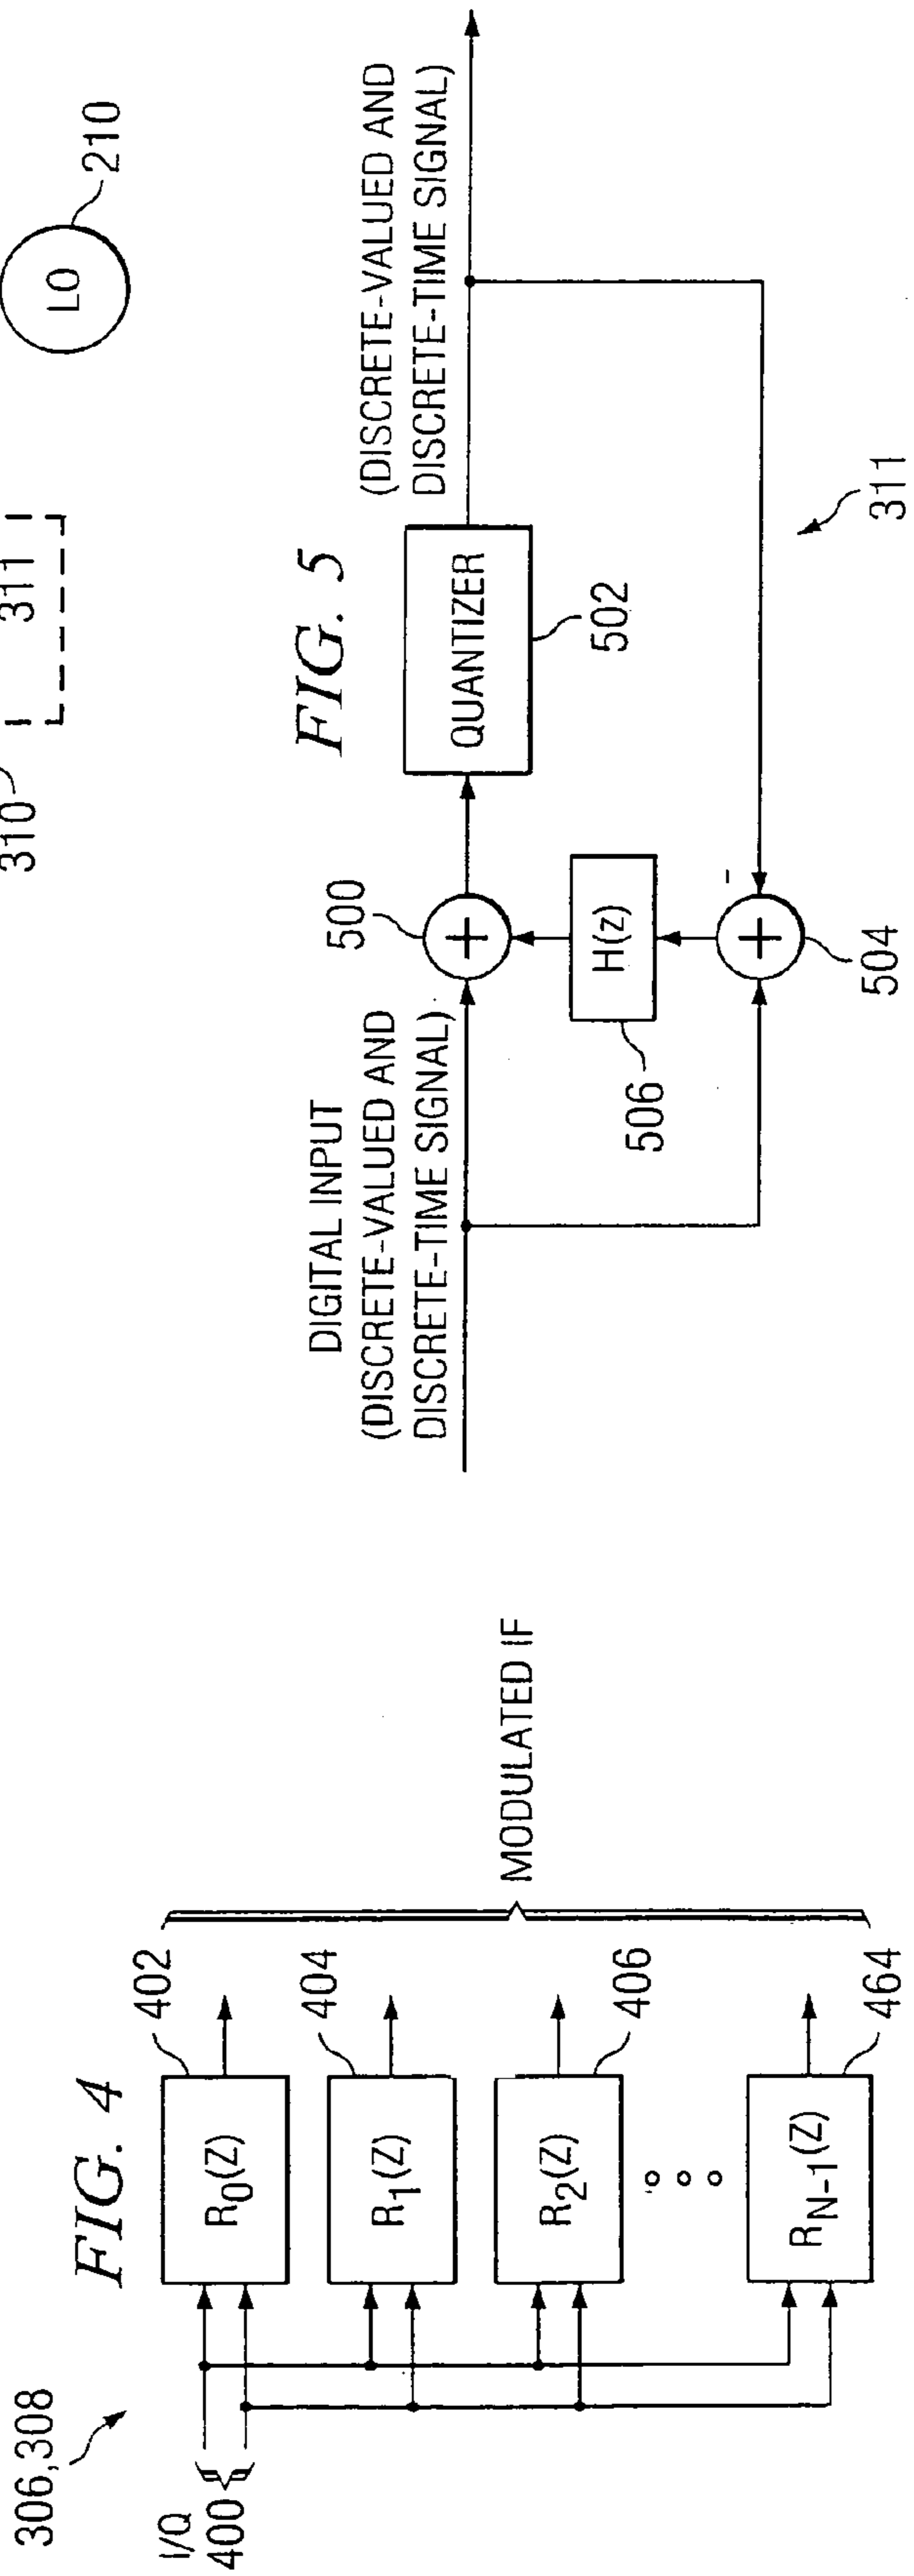 310
311
LO
210
FIG. 4
306,308
I/Q
400
R0(Z)
402
R1(Z)
404
R2(Z)
406
RN-1(Z)
464
MODULATED IF
FIG. 5
DIGITAL INPUT
(DISCRETE-VALUED AND
DISCRETE-TIME SIGNAL)
500
+
QUANTIZER
502
(DISCRETE-VALUED AND
DISCRETE-TIME SIGNAL)
H(z)
506
-
+
504
311